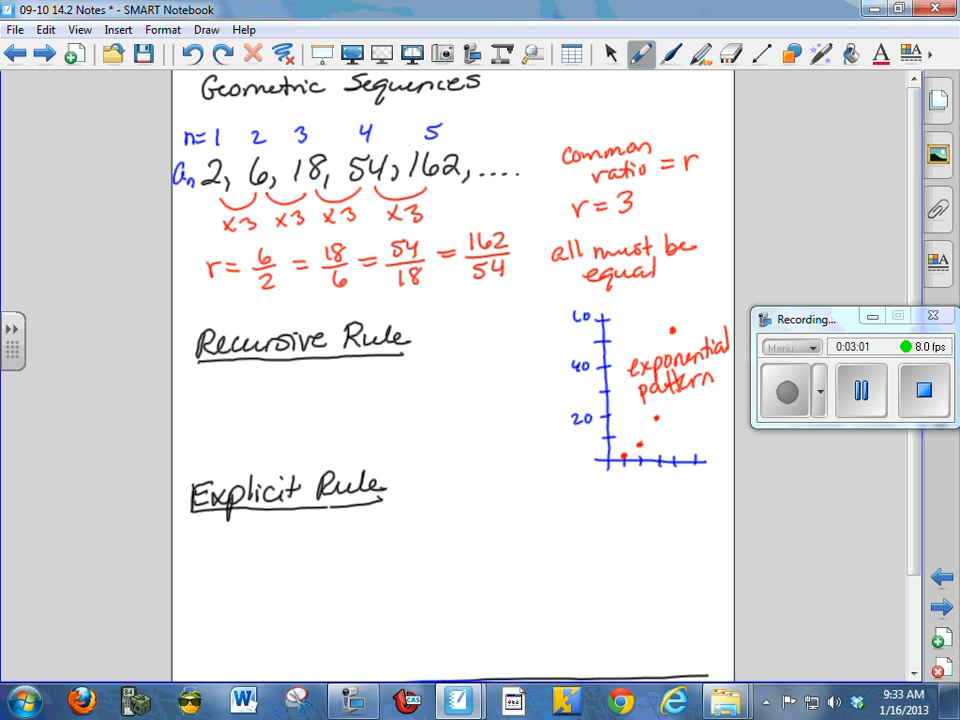 09-10 14.2 Notes * - SMART Notebook
File Edit View Insert Format Draw Help
Geometric Sequences
n= 1 2 3 4 5
aₙ 2, 6, 18, 54, 162, ....
x3 x3 x3 x3
common
ratio = r
r = 3
r = 6/2 = 18/6 = 54/18 = 162/54
all must be
equal
Recursive Rule
60
40
20
exponential
pattern
Explicit Rule
Recording...
Menu
0:03:01
8.0 fps
84
CAS
9:33 AM
1/16/2013